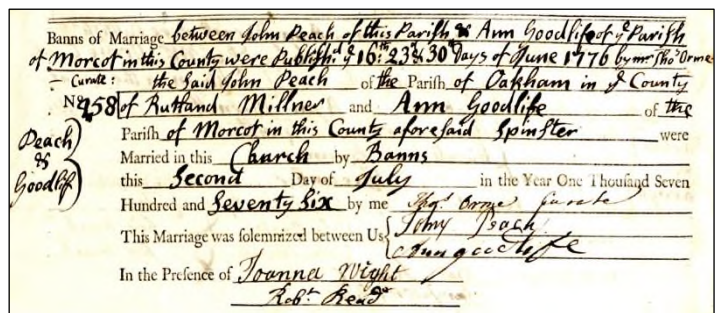 Banns of Marriage between John Peach of this Parish & Ann Goodlife of ye Parish
of Morcot in this County were Publish'd ye 16th 23d & 30th Days of June 1776 by mr Thos Orme
Curate: the Said John Peach of the Parish of Oakham in ye County
No 258 of Rutland Millner and Ann Goodlife of the
Peach & Goodlif
Parish of Morcot in this County aforesaid Spinster were
Married in this Church by Banns
this Second Day of July in the Year One Thousand Seven
Hundred and Seventy Six by me Thos Orme Curate
This Marriage was solemnized between Us John Peach
Ann goodlife
In the Presence of Joanna Wight
Robt Read